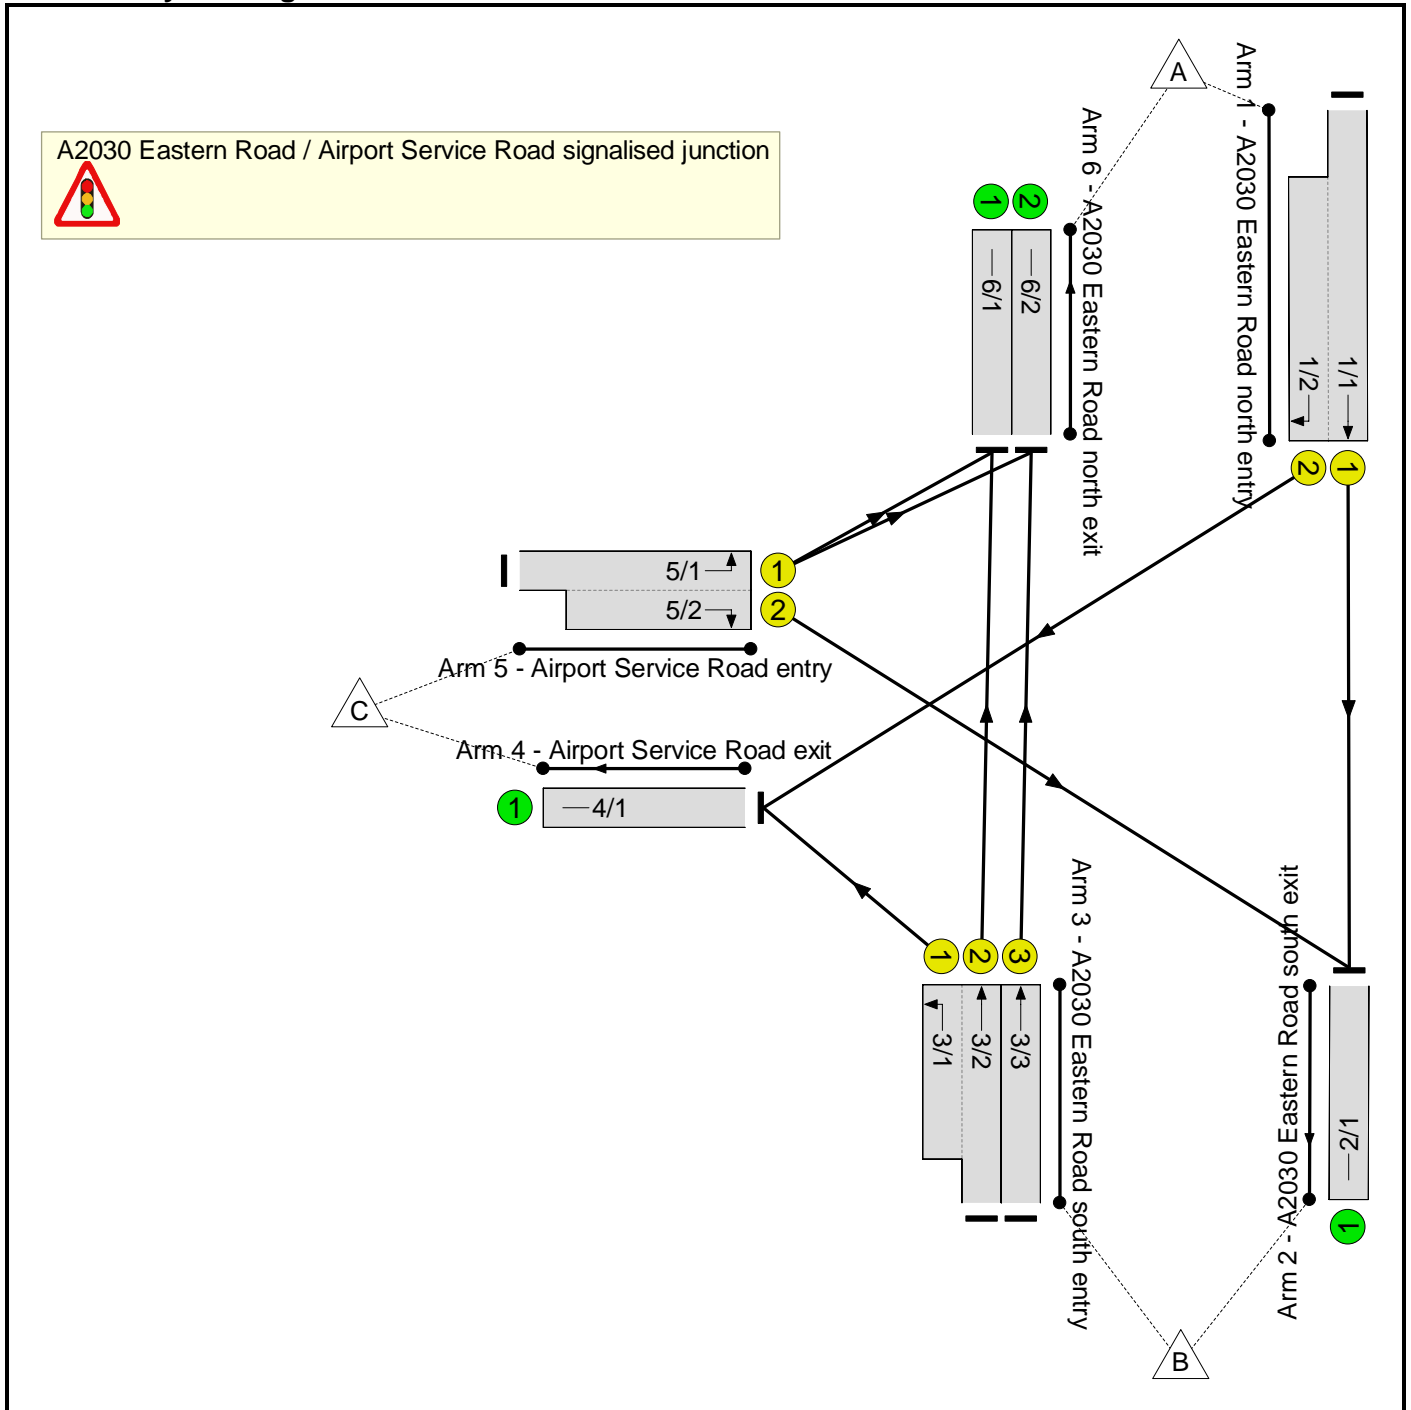 A2030 Eastern Road / Airport Service Road signalised junction
A
Arm 1 - A2030 Eastern Road north entry
Arm 6 - A2030 Eastern Road north exit
1
2
6/1
6/2
1/2
1/1
2
1
5/1
1
5/2
2
Arm 5 - Airport Service Road entry
C
Arm 4 - Airport Service Road exit
1
4/1
Arm 3 - A2030 Eastern Road south entry
Arm 2 - A2030 Eastern Road south exit
1
2
3
3/1
3/2
3/3
2/1
1
B